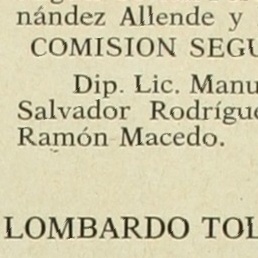 nández Allende y
COMISION SEGU
Dip. Lic. Manu
Salvador Rodrígue
Ramón Macedo.
LOMBARDO TOL